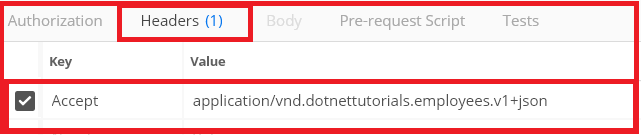 Authorization Headers (1) Body Pre-request Script Tests
Key Value
Accept application/vnd.dotnettutorials.employees.v1+json